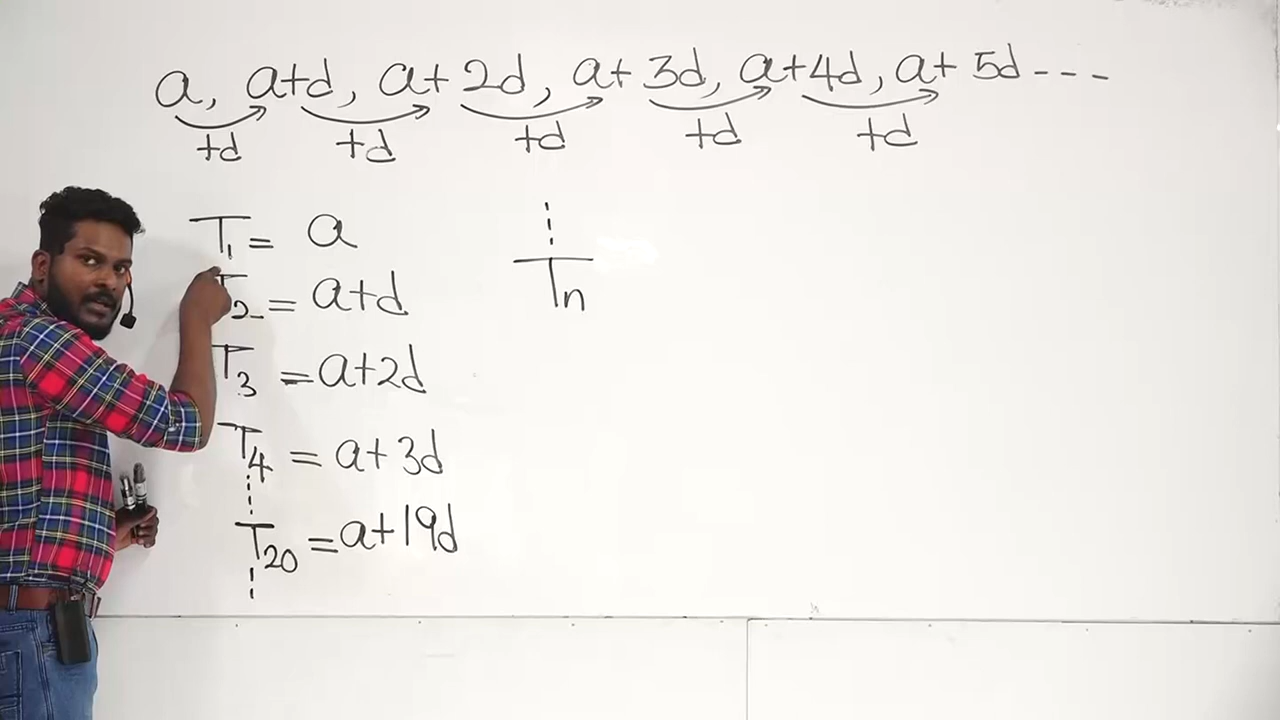 a, a+d, a+2d, a+3d, a+4d, a+5d---
+d +d +d +d +d
T₁ = a
T₂ = a+d
T₃ = a+2d
T₄ = a+3d
T₂₀ = a+19d
Tₙ